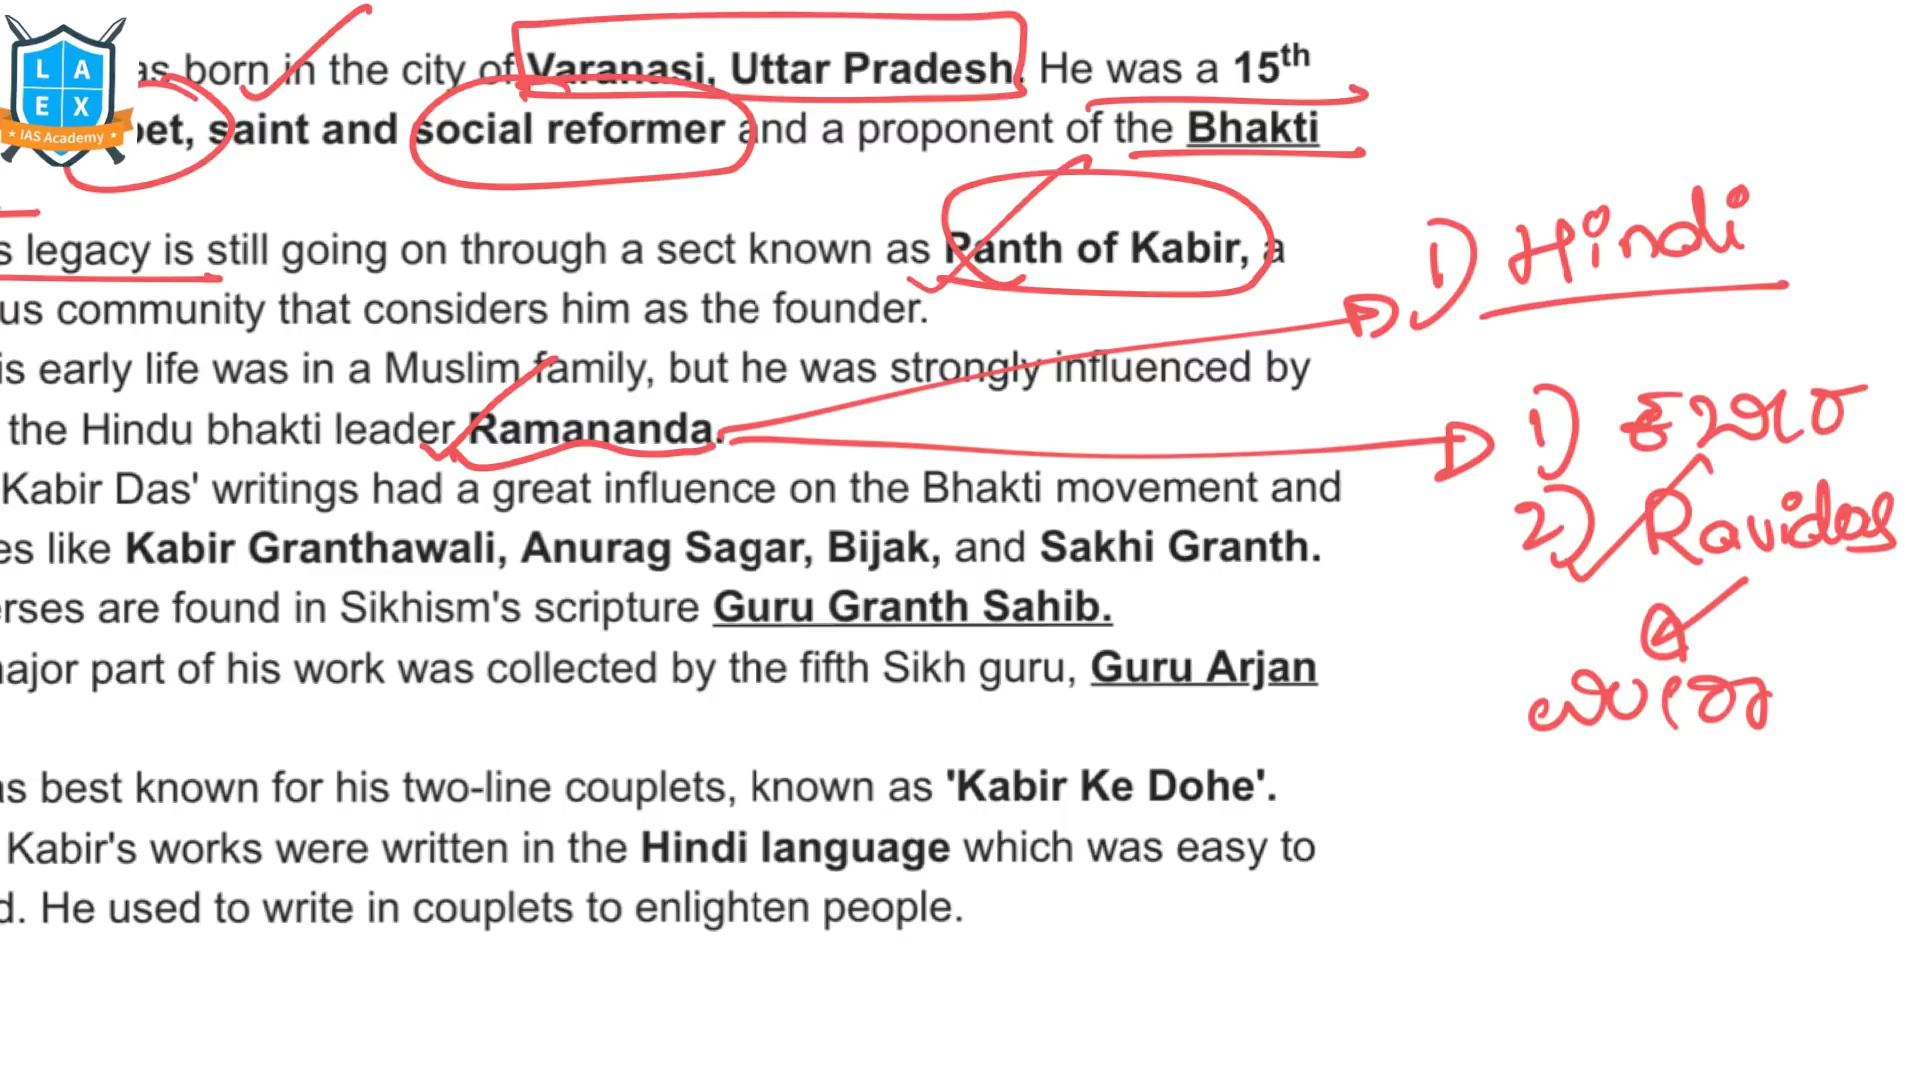 L A
E X
IAS Academy
as born in the city of Varanasi, Uttar Pradesh. He was a 15th
oet, saint and social reformer and a proponent of the Bhakti
s legacy is still going on through a sect known as Panth of Kabir, a
us community that considers him as the founder.
is early life was in a Muslim family, but he was strongly influenced by
the Hindu bhakti leader Ramananda.
Kabir Das' writings had a great influence on the Bhakti movement and
es like Kabir Granthawali, Anurag Sagar, Bijak, and Sakhi Granth.
erses are found in Sikhism's scripture Guru Granth Sahib.
najor part of his work was collected by the fifth Sikh guru, Guru Arjan
as best known for his two-line couplets, known as 'Kabir Ke Dohe'.
Kabir's works were written in the Hindi language which was easy to
d. He used to write in couplets to enlighten people.
1) Hindi
1)
2) Ravidas